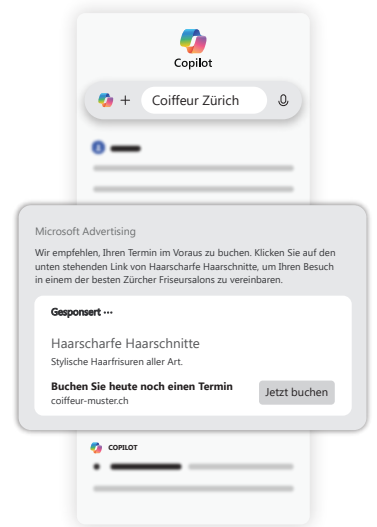 Copilot
Coiffeur Zürich
Microsoft Advertising
Wir empfehlen, Ihren Termin im Voraus zu buchen. Klicken Sie auf den
unten stehenden Link von Haarscharfe Haarschnitte, um Ihren Besuch
in einem der besten Zürcher Friseursalons zu vereinbaren.
Gesponsert ···
Haarscharfe Haarschnitte
Stylische Haarfrisuren aller Art.
Buchen Sie heute noch einen Termin
coiffeur-muster.ch
Jetzt buchen
COPILOT